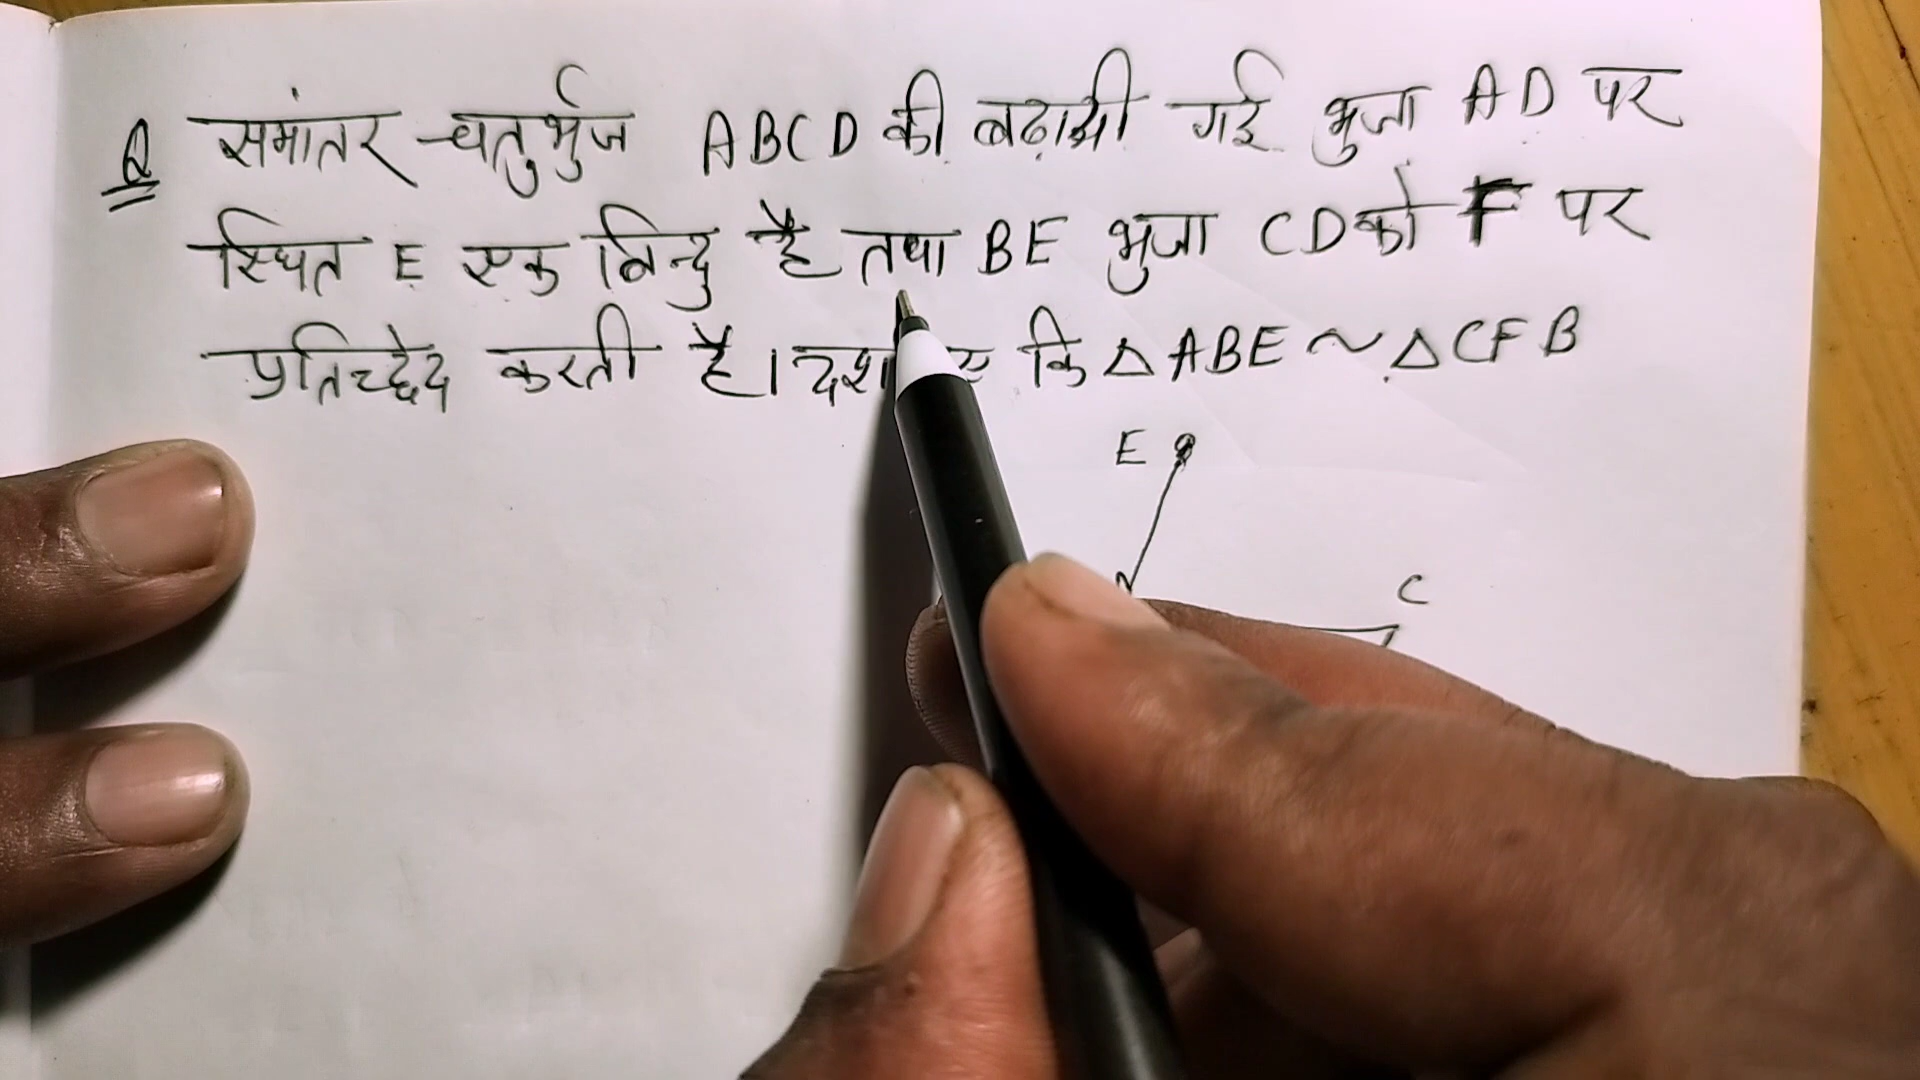 Q समांतर चतुर्भुज ABCD की बढ़ायी गई भुजा AD पर
स्थित E एक बिन्दु है तथा BE भुजा CD को F पर
प्रतिच्छेद करती है। कि △ABE ~ △CFB
E
C